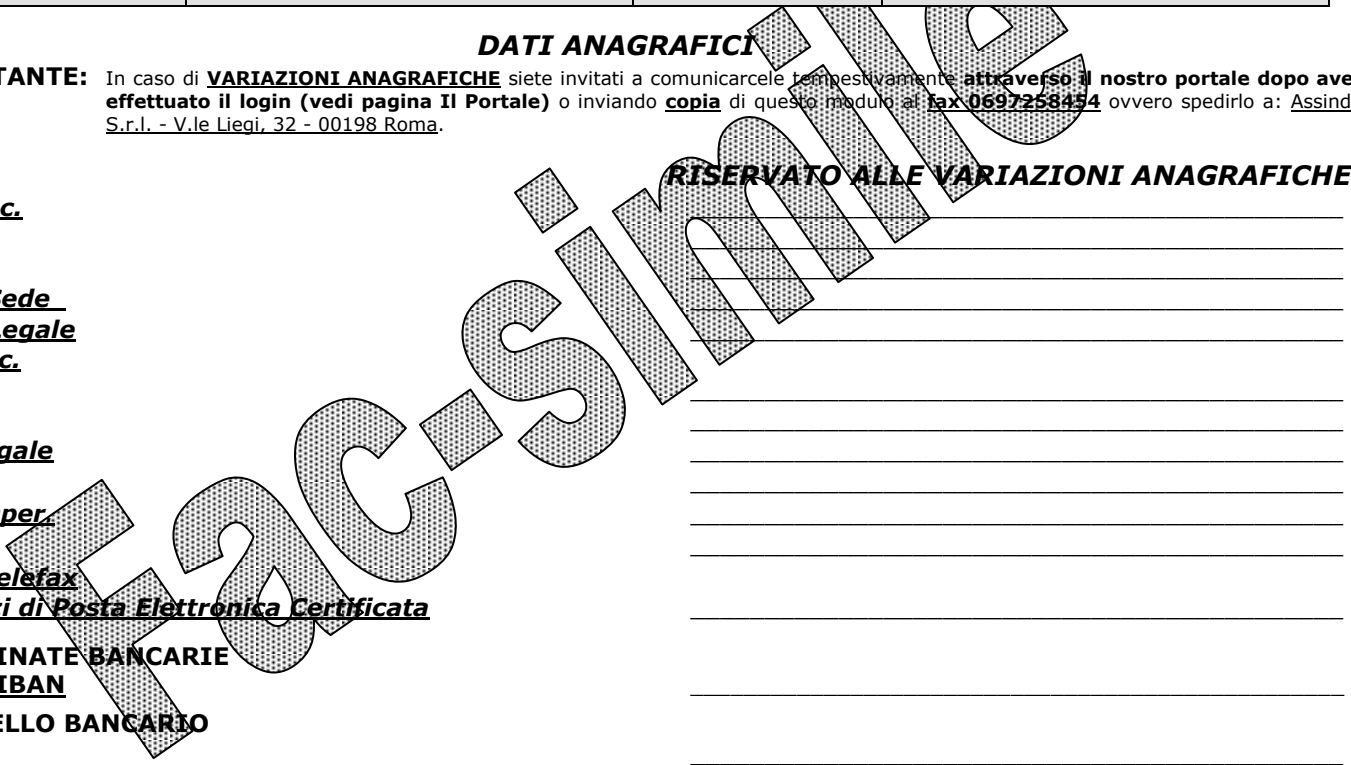 DATI ANAGRAFICI
TANTE: In caso di VARIAZIONI ANAGRAFICHE siete invitati a comunicarcele tempestivamente attraverso il nostro portale dopo ave
effettuato il login (vedi pagina Il Portale) o inviando copia di questo modulo al fax 0697258454 ovvero spedirlo a: Assind
S.r.l. - V.le Liegi, 32 - 00198 Roma.
RISERVATO ALLE VARIAZIONI ANAGRAFICHE
c.
Sede
Legale
c.
gale
per.
elefax
zi di Posta Elettronica Certificata
INATE BANCARIE
IBAN
ELLO BANCARIO
Fac-simile